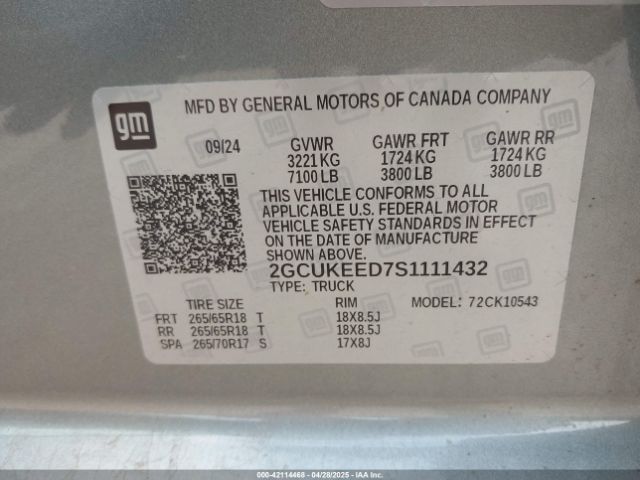 gm
MFD BY GENERAL MOTORS OF CANADA COMPANY
09/24 GVWR GAWR FRT GAWR RR
3221 KG 1724 KG 1724 KG
7100 LB 3800 LB 3800 LB
THIS VEHICLE CONFORMS TO ALL
APPLICABLE U.S. FEDERAL MOTOR
VEHICLE SAFETY STANDARDS IN EFFECT
ON THE DATE OF MANUFACTURE
SHOWN ABOVE.
2GCUKEED7S1111432
TYPE: TRUCK
TIRE SIZE RIM MODEL: 72CK10543
FRT 265/65R18 T 18X8.5J
RR 265/65R18 T 18X8.5J
SPA 265/70R17 S 17X8J
000-42114468 - 04/28/2025 - IAAI.com